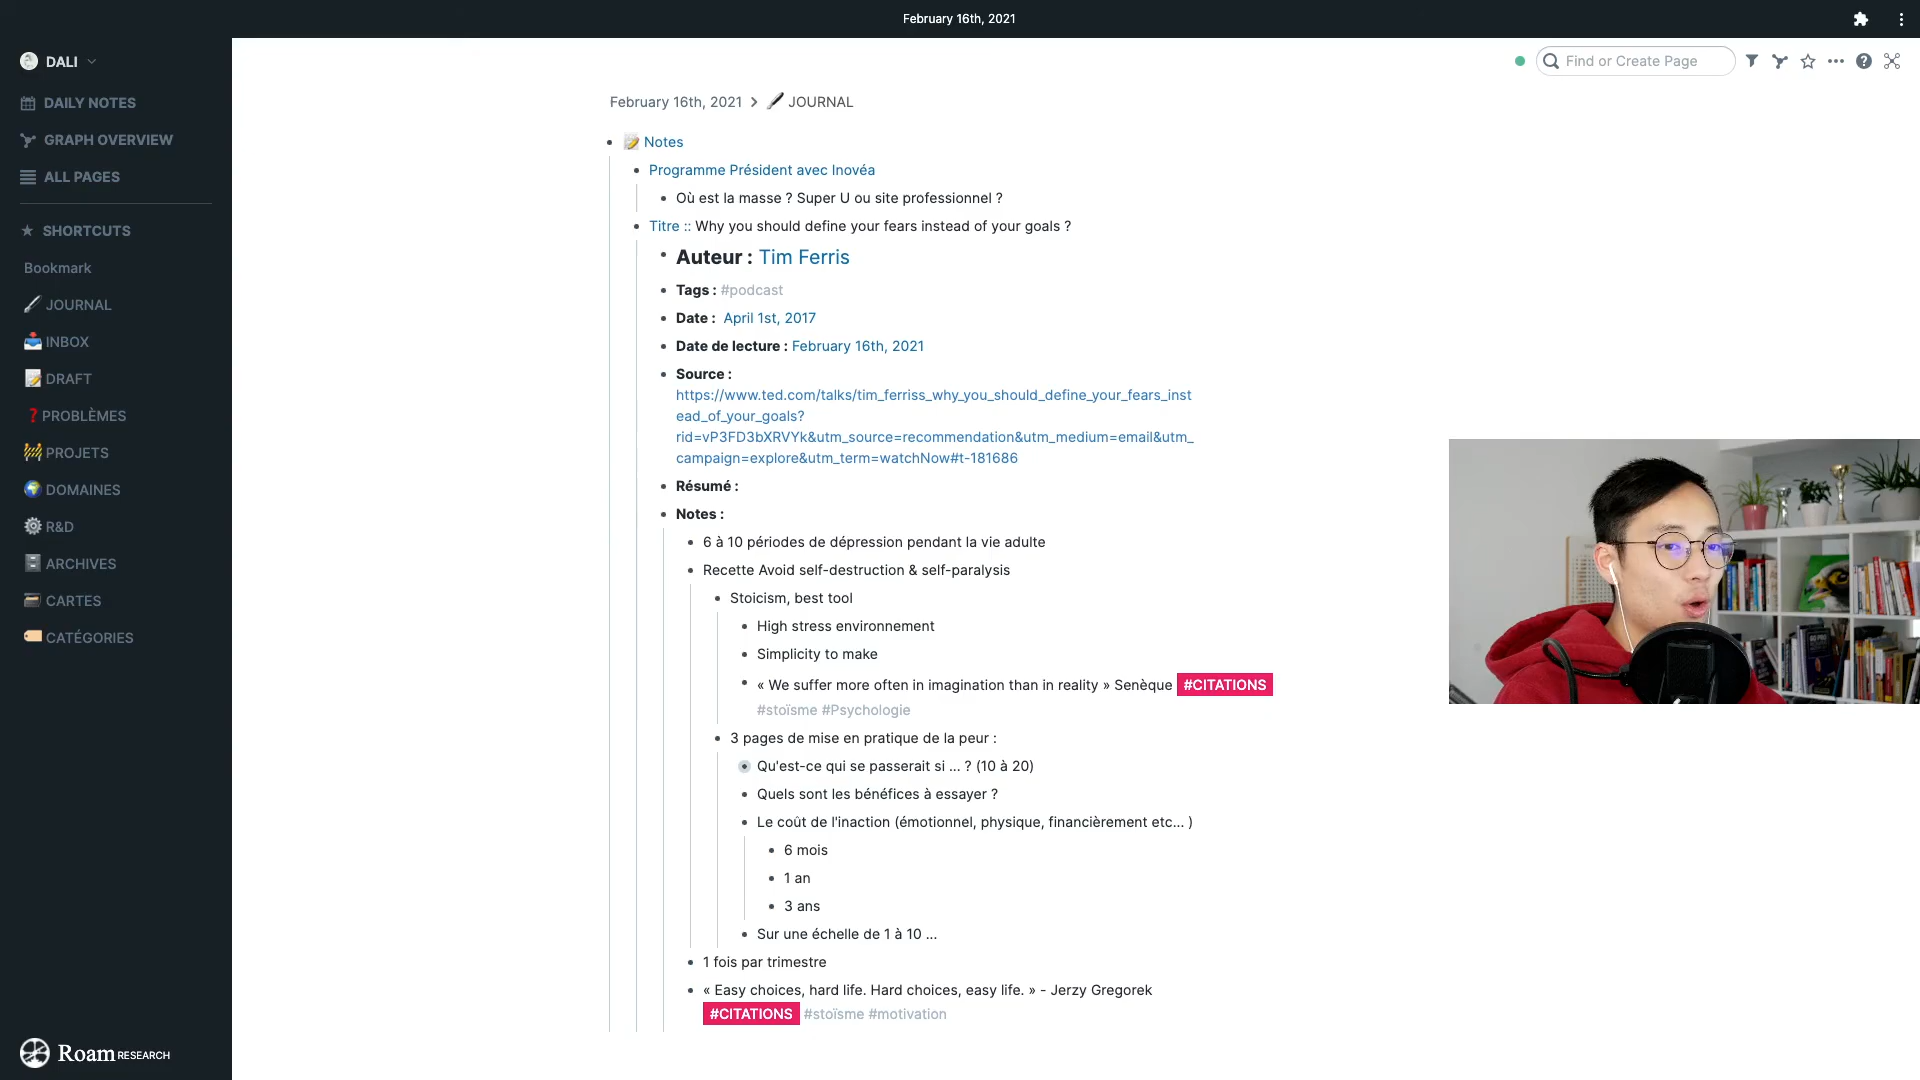 February 16th, 2021
DALI
DAILY NOTES
GRAPH OVERVIEW
ALL PAGES
SHORTCUTS
Bookmark
JOURNAL
INBOX
DRAFT
PROBLÈMES
PROJETS
DOMAINES
R&D
ARCHIVES
CARTES
CATÉGORIES
Roam RESEARCH
Find or Create Page
February 16th, 2021 > JOURNAL
Notes
Programme Président avec Inovéa
Où est la masse ? Super U ou site professionnel ?
Titre :: Why you should define your fears instead of your goals ?
Auteur : Tim Ferris
Tags : #podcast
Date : April 1st, 2017
Date de lecture : February 16th, 2021
Source :
https://www.ted.com/talks/tim_ferriss_why_you_should_define_your_fears_inst
ead_of_your_goals?
rid=vP3FD3bXRVYk&utm_source=recommendation&utm_medium=email&utm_
campaign=explore&utm_term=watchNow#t-181686
Résumé :
Notes :
6 à 10 périodes de dépression pendant la vie adulte
Recette Avoid self-destruction & self-paralysis
Stoicism, best tool
High stress environnement
Simplicity to make
« We suffer more often in imagination than in reality » Senèque #CITATIONS
#stoïsme #Psychologie
3 pages de mise en pratique de la peur :
Qu'est-ce qui se passerait si ... ? (10 à 20)
Quels sont les bénéfices à essayer ?
Le coût de l'inaction (émotionnel, physique, financièrement etc... )
6 mois
1 an
3 ans
Sur une échelle de 1 à 10 ...
1 fois par trimestre
« Easy choices, hard life. Hard choices, easy life. » - Jerzy Gregorek
#CITATIONS #stoïsme #motivation